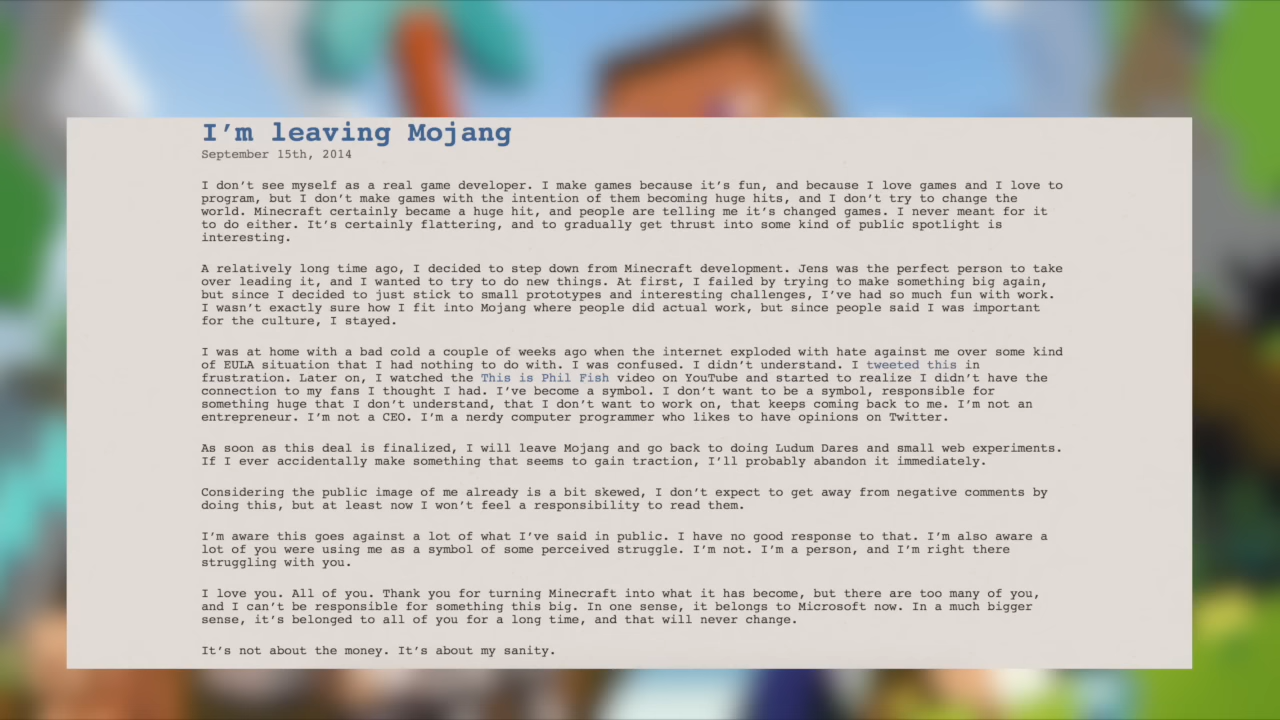 I’m leaving Mojang
September 15th, 2014
I don’t see myself as a real game developer. I make games because it’s fun, and because I love games and I love to
program, but I don’t make games with the intention of them becoming huge hits, and I don’t try to change the
world. Minecraft certainly became a huge hit, and people are telling me it’s changed games. I never meant for it
to do either. It’s certainly flattering, and to gradually get thrust into some kind of public spotlight is
interesting.
A relatively long time ago, I decided to step down from Minecraft development. Jens was the perfect person to take
over leading it, and I wanted to try to do new things. At first, I failed by trying to make something big again,
but since I decided to just stick to small prototypes and interesting challenges, I’ve had so much fun with work.
I wasn’t exactly sure how I fit into Mojang where people did actual work, but since people said I was important
for the culture, I stayed.
I was at home with a bad cold a couple of weeks ago when the internet exploded with hate against me over some kind
of EULA situation that I had nothing to do with. I was confused. I didn’t understand. I tweeted this in
frustration. Later on, I watched the This is Phil Fish video on YouTube and started to realize I didn’t have the
connection to my fans I thought I had. I’ve become a symbol. I don’t want to be a symbol, responsible for
something huge that I don’t understand, that I don’t want to work on, that keeps coming back to me. I’m not an
entrepreneur. I’m not a CEO. I’m a nerdy computer programmer who likes to have opinions on Twitter.
As soon as this deal is finalized, I will leave Mojang and go back to doing Ludum Dares and small web experiments.
If I ever accidentally make something that seems to gain traction, I’ll probably abandon it immediately.
Considering the public image of me already is a bit skewed, I don’t expect to get away from negative comments by
doing this, but at least now I won’t feel a responsibility to read them.
I’m aware this goes against a lot of what I’ve said in public. I have no good response to that. I’m also aware a
lot of you were using me as a symbol of some perceived struggle. I’m not. I’m a person, and I’m right there
struggling with you.
I love you. All of you. Thank you for turning Minecraft into what it has become, but there are too many of you,
and I can’t be responsible for something this big. In one sense, it belongs to Microsoft now. In a much bigger
sense, it’s belonged to all of you for a long time, and that will never change.
It’s not about the money. It’s about my sanity.